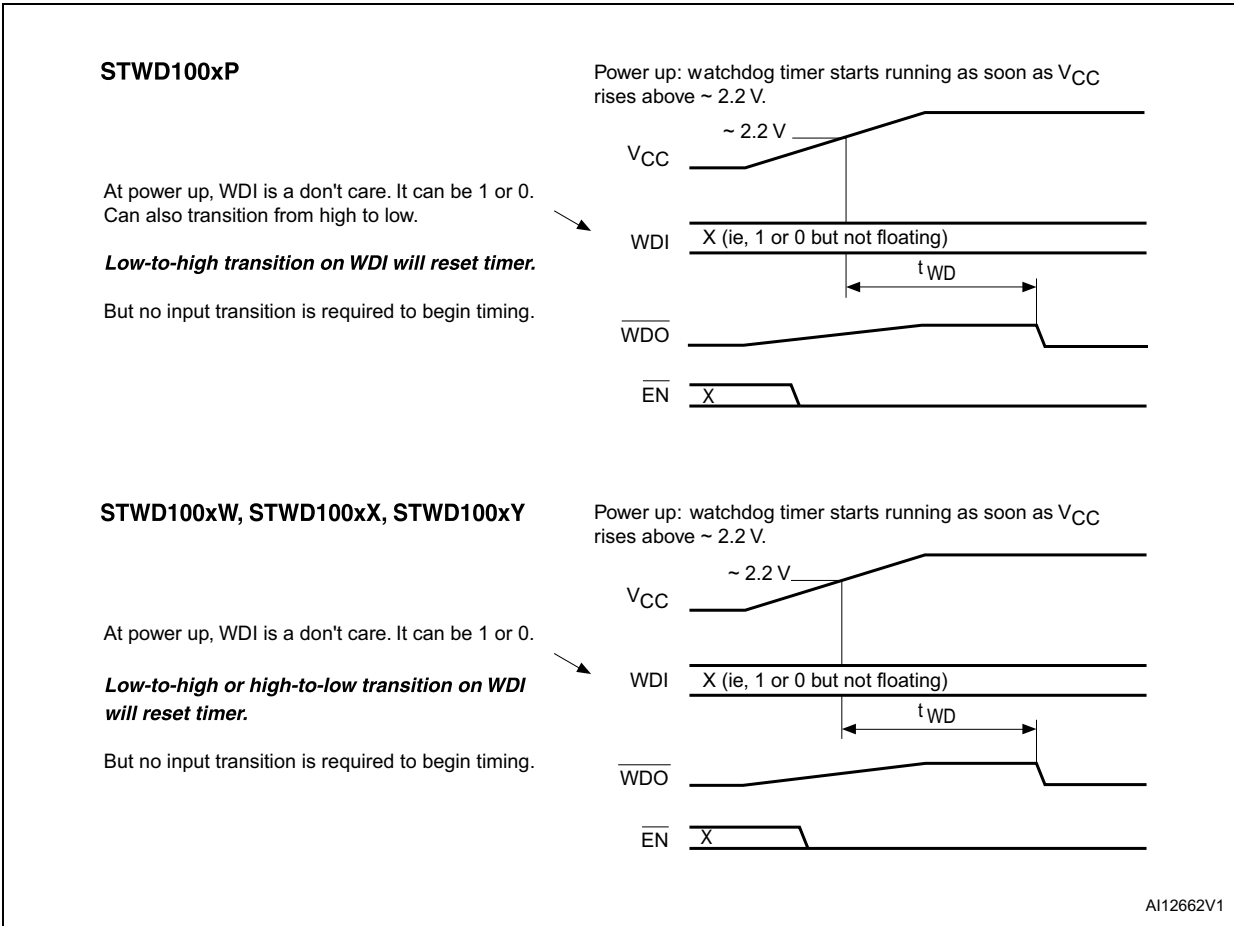 STWD100xP
Power up: watchdog timer starts running as soon as VCC
rises above ~ 2.2 V.
~ 2.2 V
VCC
At power up, WDI is a don't care. It can be 1 or 0.
Can also transition from high to low.
WDI
X (ie, 1 or 0 but not floating)
Low-to-high transition on WDI will reset timer.
tWD
But no input transition is required to begin timing.
WDO
EN
X
STWD100xW, STWD100xX, STWD100xY
Power up: watchdog timer starts running as soon as VCC
rises above ~ 2.2 V.
~ 2.2 V
VCC
At power up, WDI is a don't care. It can be 1 or 0.
WDI
X (ie, 1 or 0 but not floating)
Low-to-high or high-to-low transition on WDI
will reset timer.
tWD
But no input transition is required to begin timing.
WDO
EN
X
AI12662V1